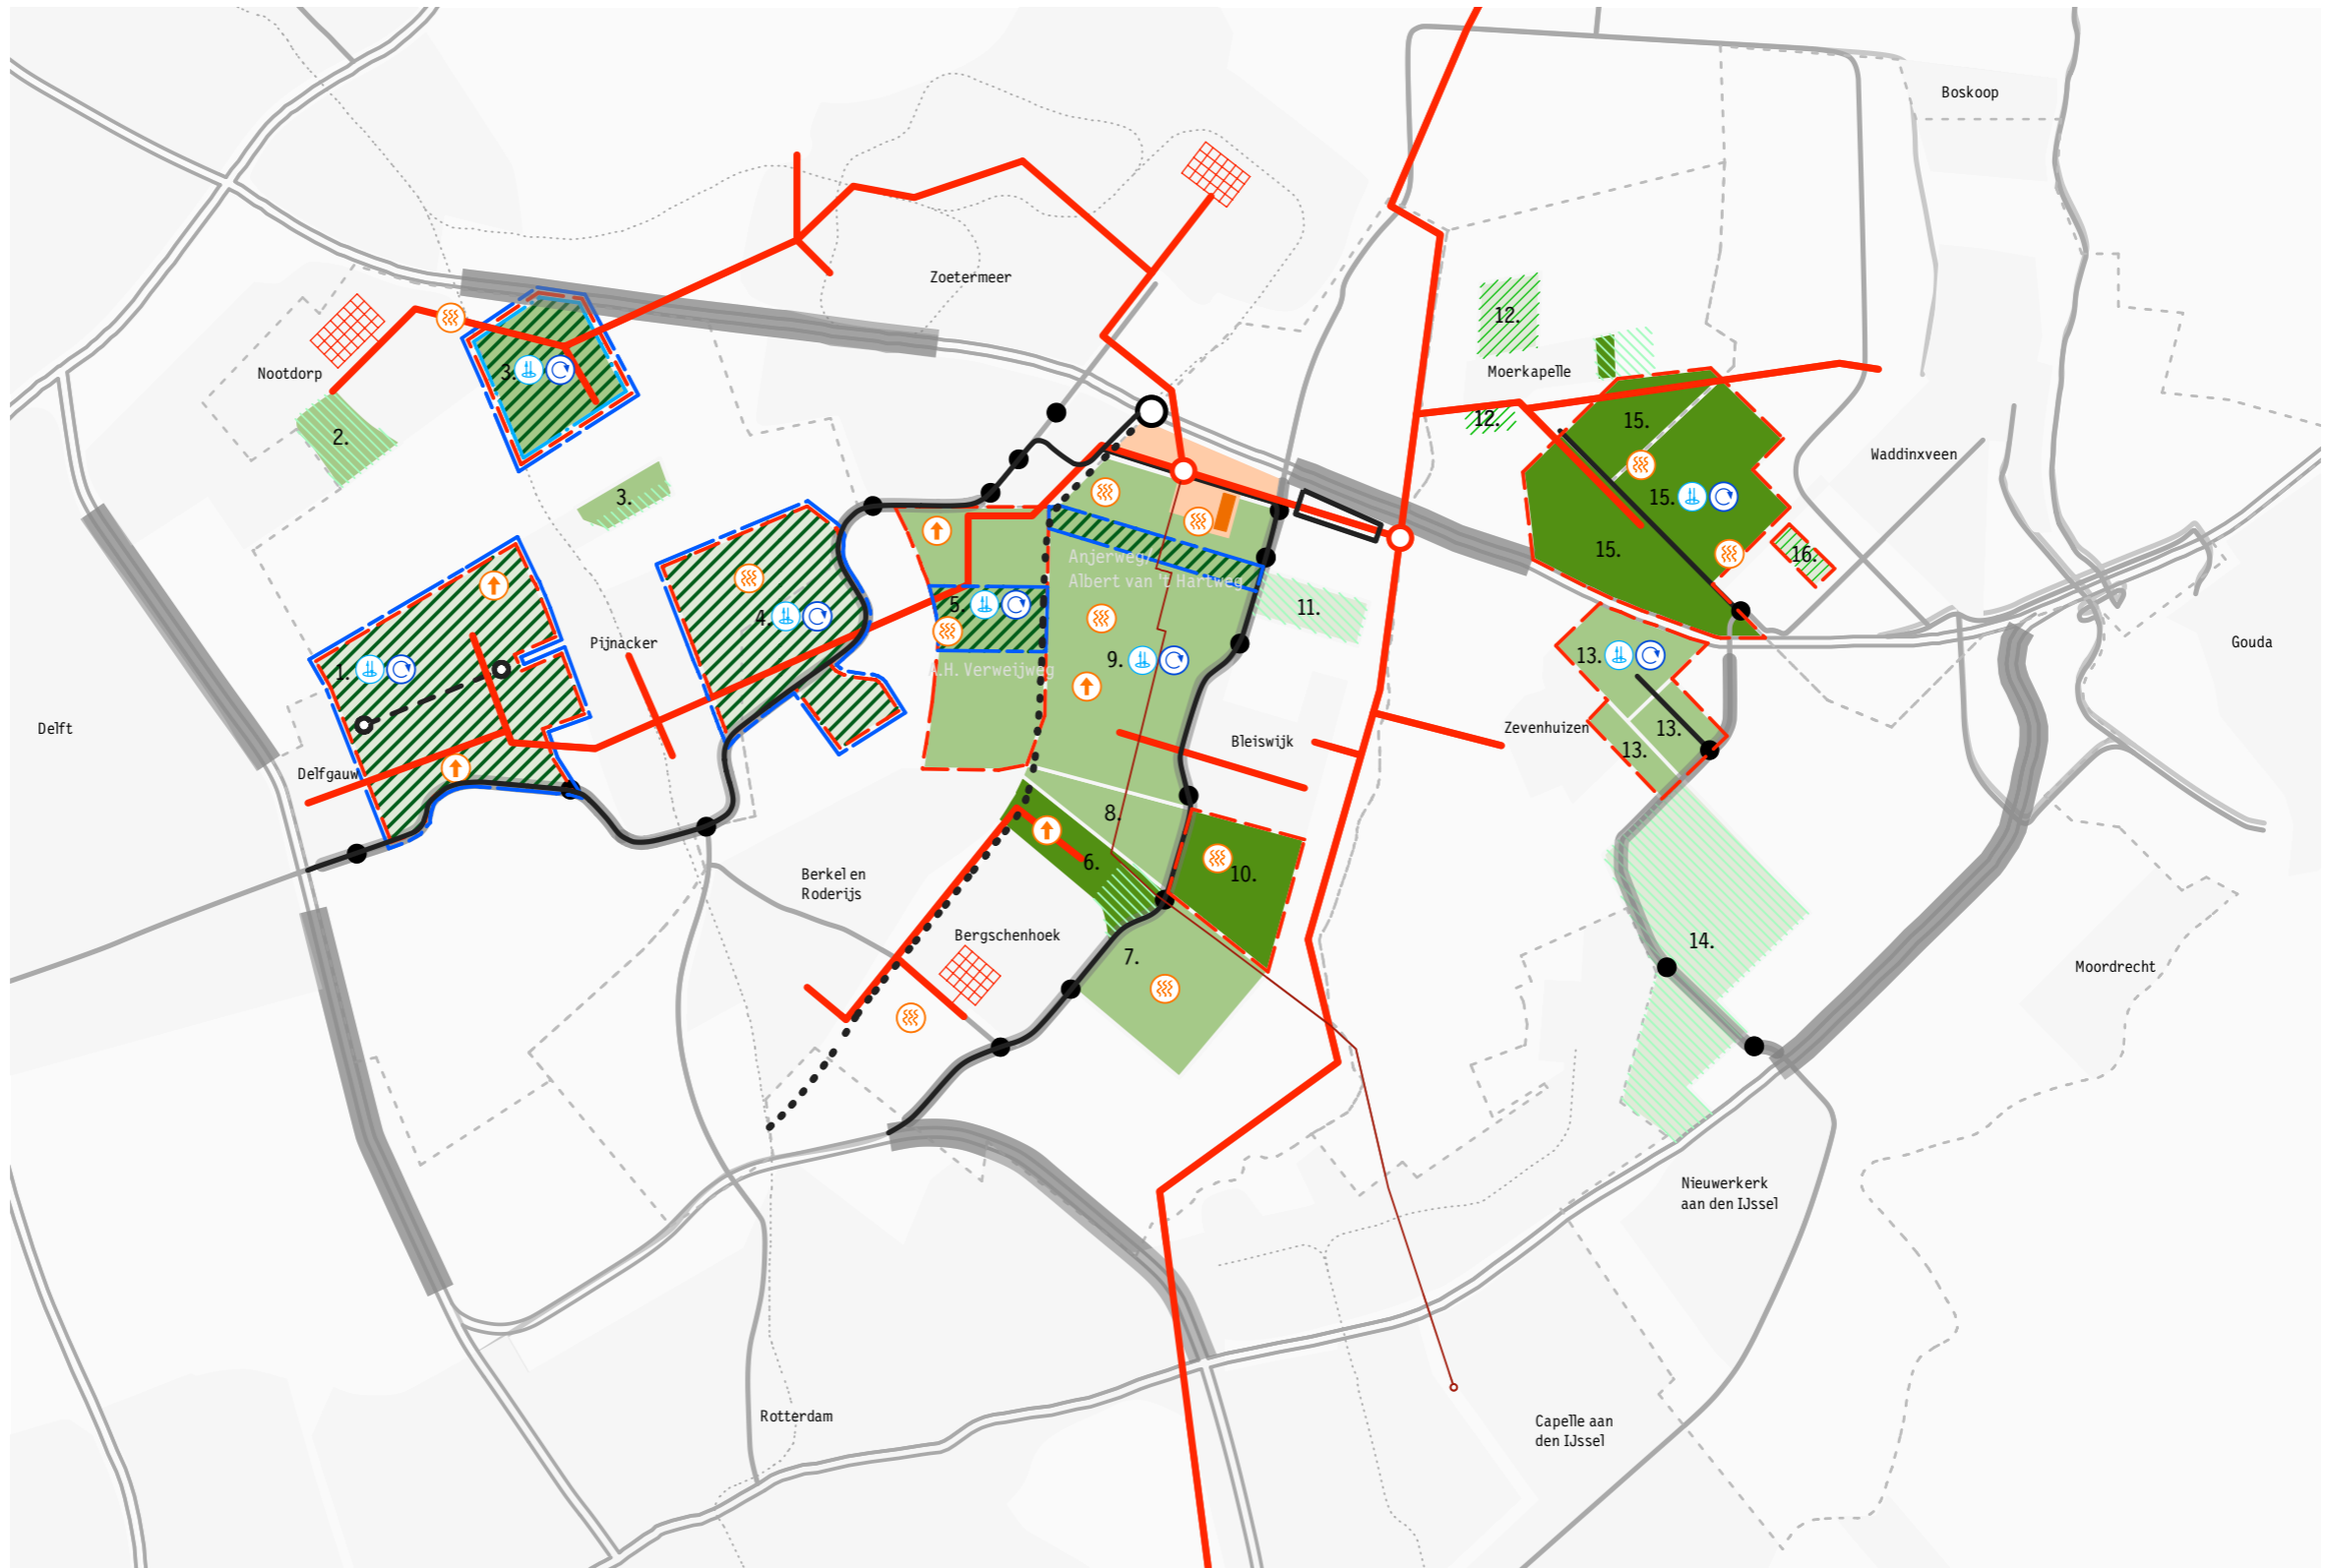 Boskoop
Zoetermeer
12.
Nootdorp
3.
Moerkapelle
12.
15.
2.
Waddinxveen
3.
15.
15.
Anjerweg/
Albert van 't Hartweg
16.
5.
11.
4.
Pijnacker
1.
A.H. Verweijweg
9.
13.
Gouda
Delft
Zevenhuizen
13.
Bleiswijk
13.
Delfgauw
8.
6.
10.
Berkel en
Roderijs
Bergschenhoek
7.
14.
Moordrecht
Nieuwerkerk
aan den IJssel
Rotterdam
Capelle aan
den IJssel